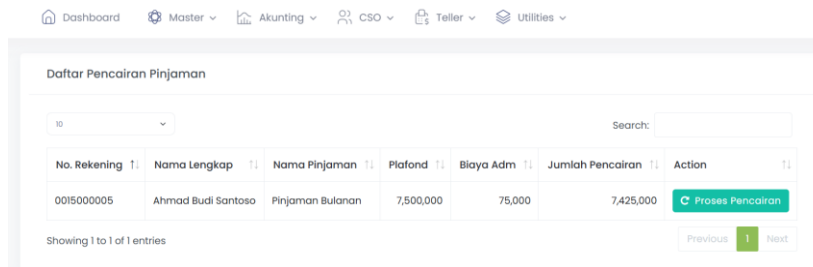 Dashboard Master Akunting CSO Teller Utilities
Daftar Pencairan Pinjaman
10 Search:
No. Rekening Nama Lengkap Nama Pinjaman Plafond Biaya Adm Jumlah Pencairan Action
0015000005 Ahmad Budi Santoso Pinjaman Bulanan 7,500,000 75,000 7,425,000 Proses Pencairan
Showing 1 to 1 of 1 entries Previous 1 Next